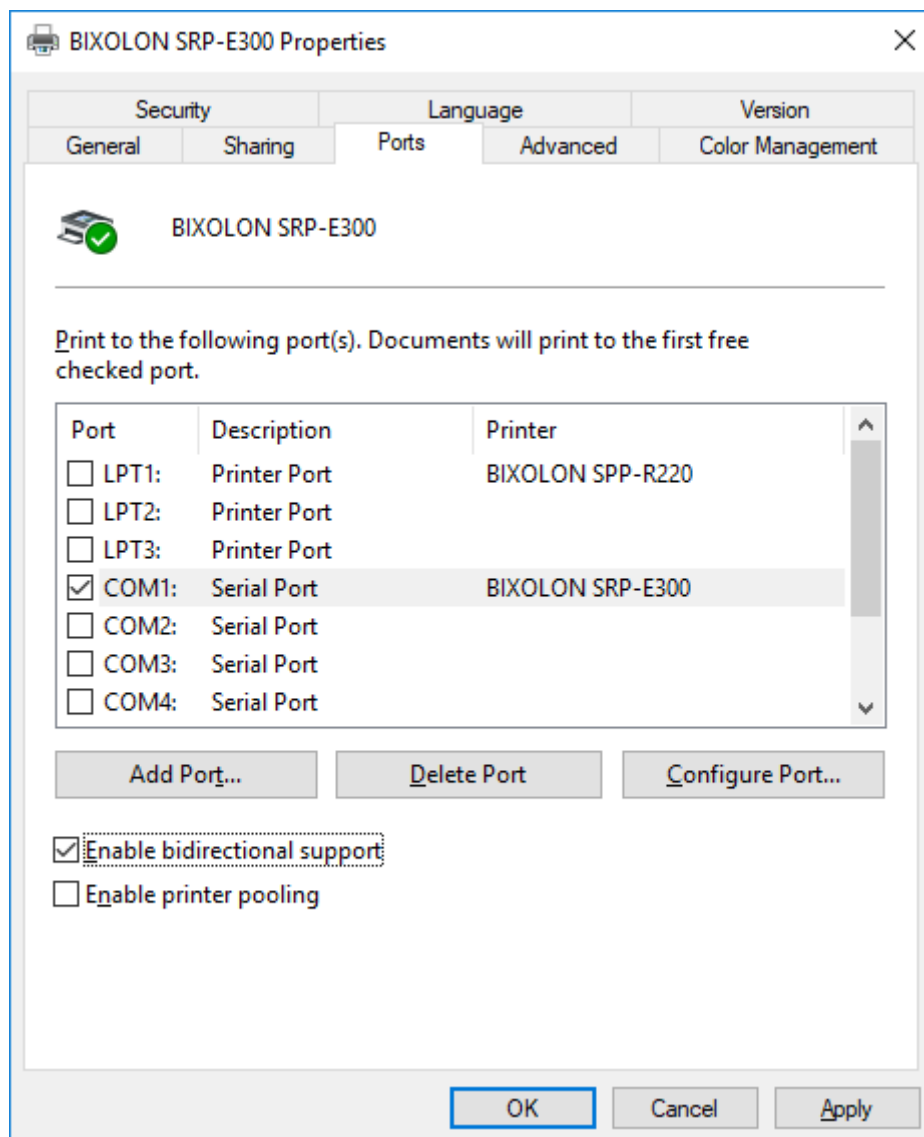 BIXOLON SRP-E300 Properties
Security Language Version
General Sharing Ports Advanced Color Management
BIXOLON SRP-E300
Print to the following port(s). Documents will print to the first free
checked port.
Port Description Printer
LPT1: Printer Port BIXOLON SPP-R220
LPT2: Printer Port
LPT3: Printer Port
COM1: Serial Port BIXOLON SRP-E300
COM2: Serial Port
COM3: Serial Port
COM4: Serial Port
Add Port... Delete Port Configure Port...
Enable bidirectional support
Enable printer pooling
OK Cancel Apply